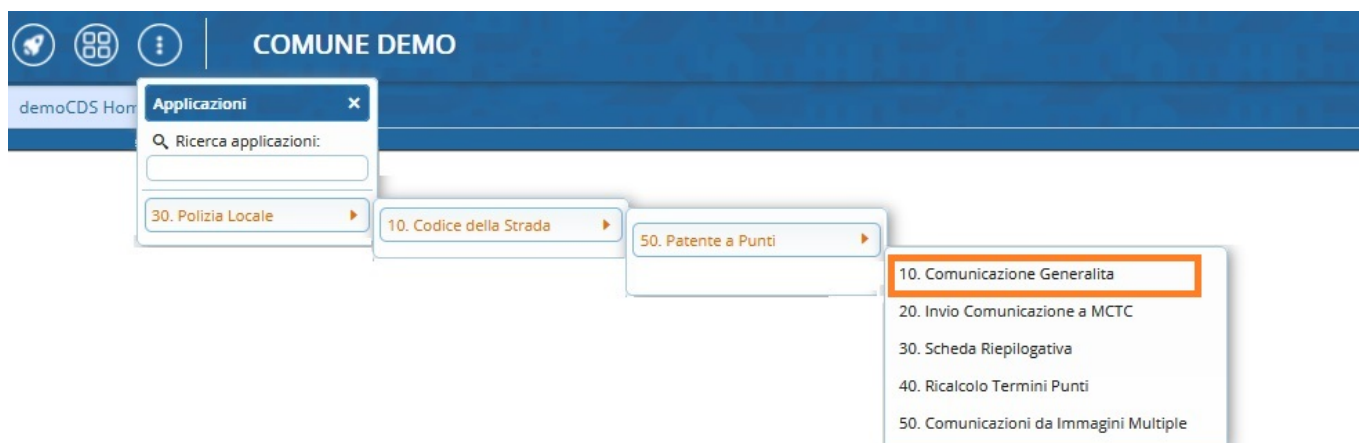 COMUNE DEMO
demoCDS Hom
Applicazioni ×
Ricerca applicazioni:
30. Polizia Locale
10. Codice della Strada
50. Patente a Punti
10. Comunicazione Generalita
20. Invio Comunicazione a MCTC
30. Scheda Riepilogativa
40. Ricalcolo Termini Punti
50. Comunicazioni da Immagini Multiple